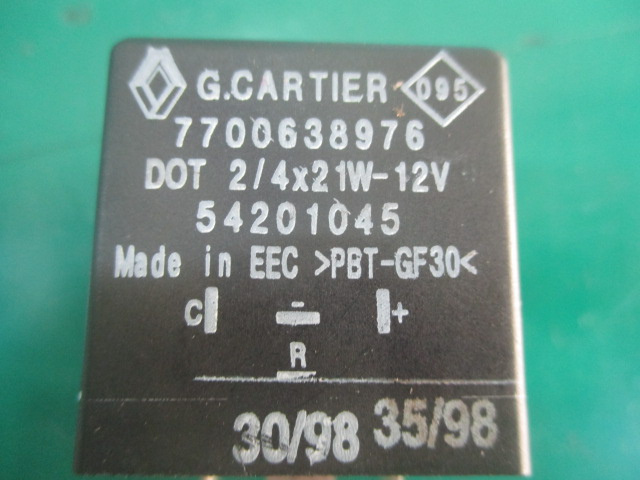 G.CARTIER 095
7700638976
DOT 2/4x21W-12V
54201045
Made in EEC >PBT-GF30<
C - +
R
30/98 35/98